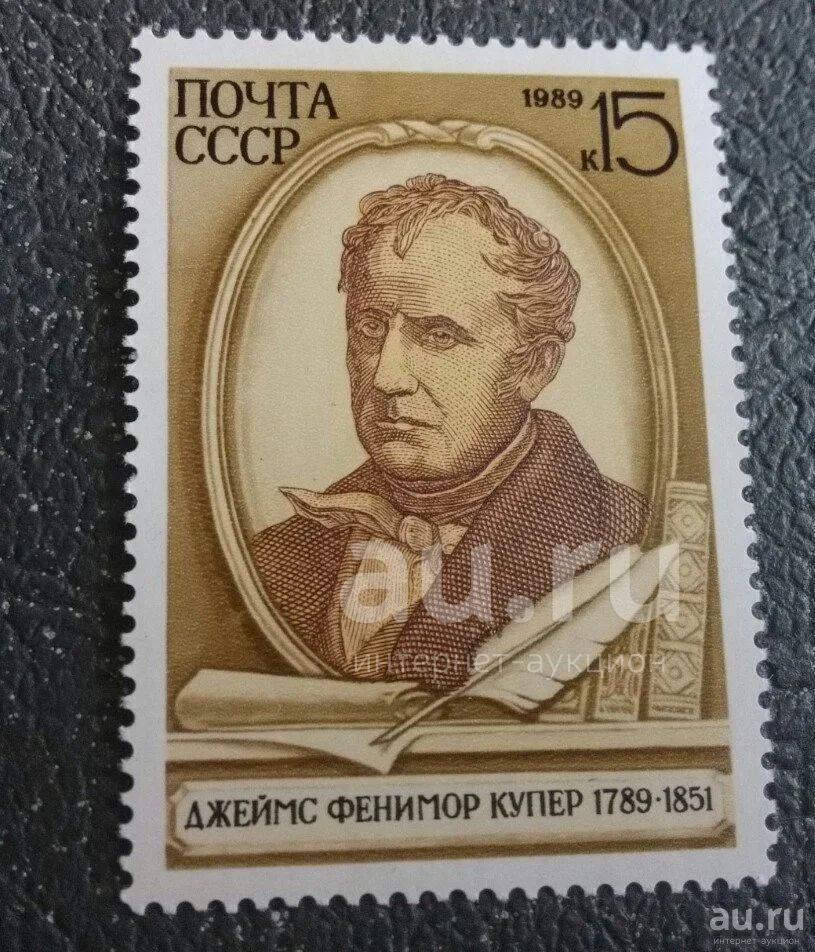 ПОЧТА
СССР
1989 к15
au.ru
интернет-аукцион
ДЖЕЙМС ФЕНИМОР КУПЕР 1789·1851
au.ru
интернет-аукцион